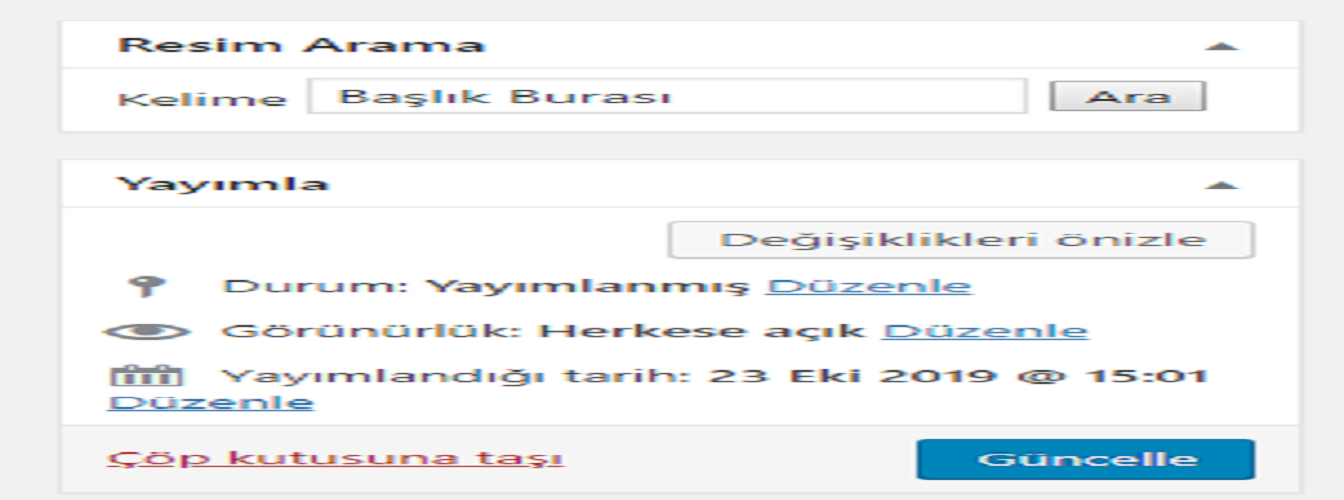 Resim Arama
Kelime Başlık Burası Ara
Yayımla
Değişiklikleri önizle
Durum: Yayımlanmış Düzenle
Görünürlük: Herkese açık Düzenle
Yayımlandığı tarih: 23 Eki 2019 @ 15:01
Düzenle
Çöp kutusuna taşı Güncelle